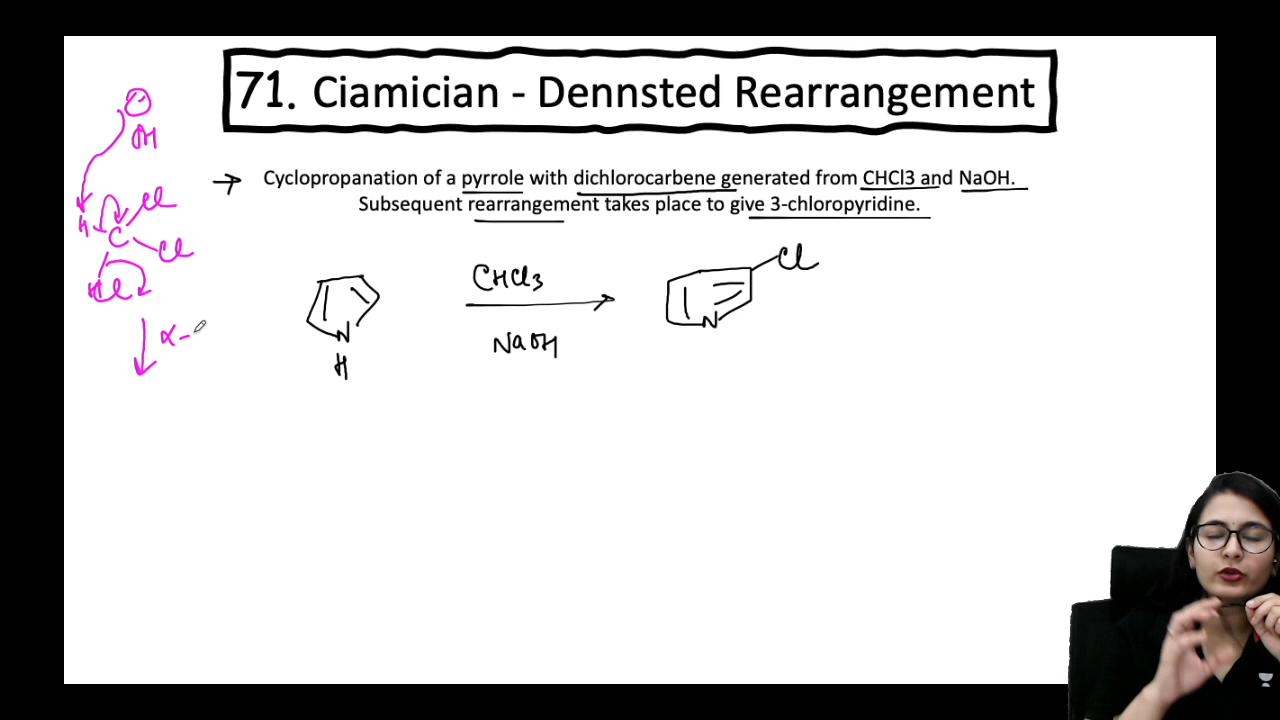 71. Ciamician - Dennsted Rearrangement
→ Cyclopropanation of a pyrrole with dichlorocarbene generated from CHCl3 and NaOH.
Subsequent rearrangement takes place to give 3-chloropyridine.
⊖
OH
H C Cl
Cl
Cl
α-
N
H
CHCl3
NaOH
Cl
N